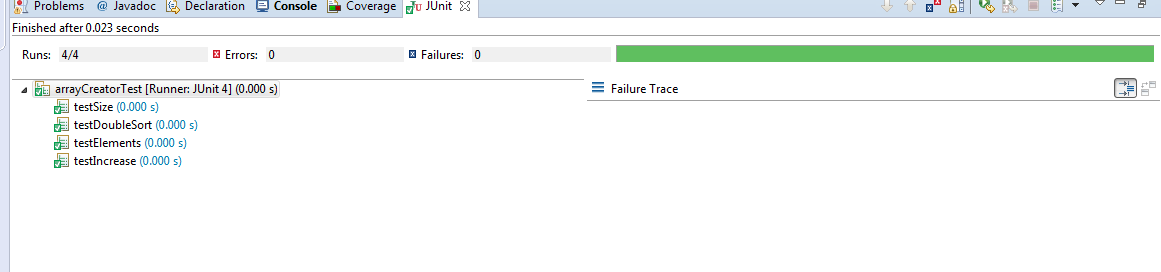 Problems @ Javadoc Declaration Console Coverage JUnit
Finished after 0.023 seconds
Runs: 4/4 Errors: 0 Failures: 0
arrayCreatorTest [Runner: JUnit 4] (0.000 s) Failure Trace
testSize (0.000 s)
testDoubleSort (0.000 s)
testElements (0.000 s)
testIncrease (0.000 s)